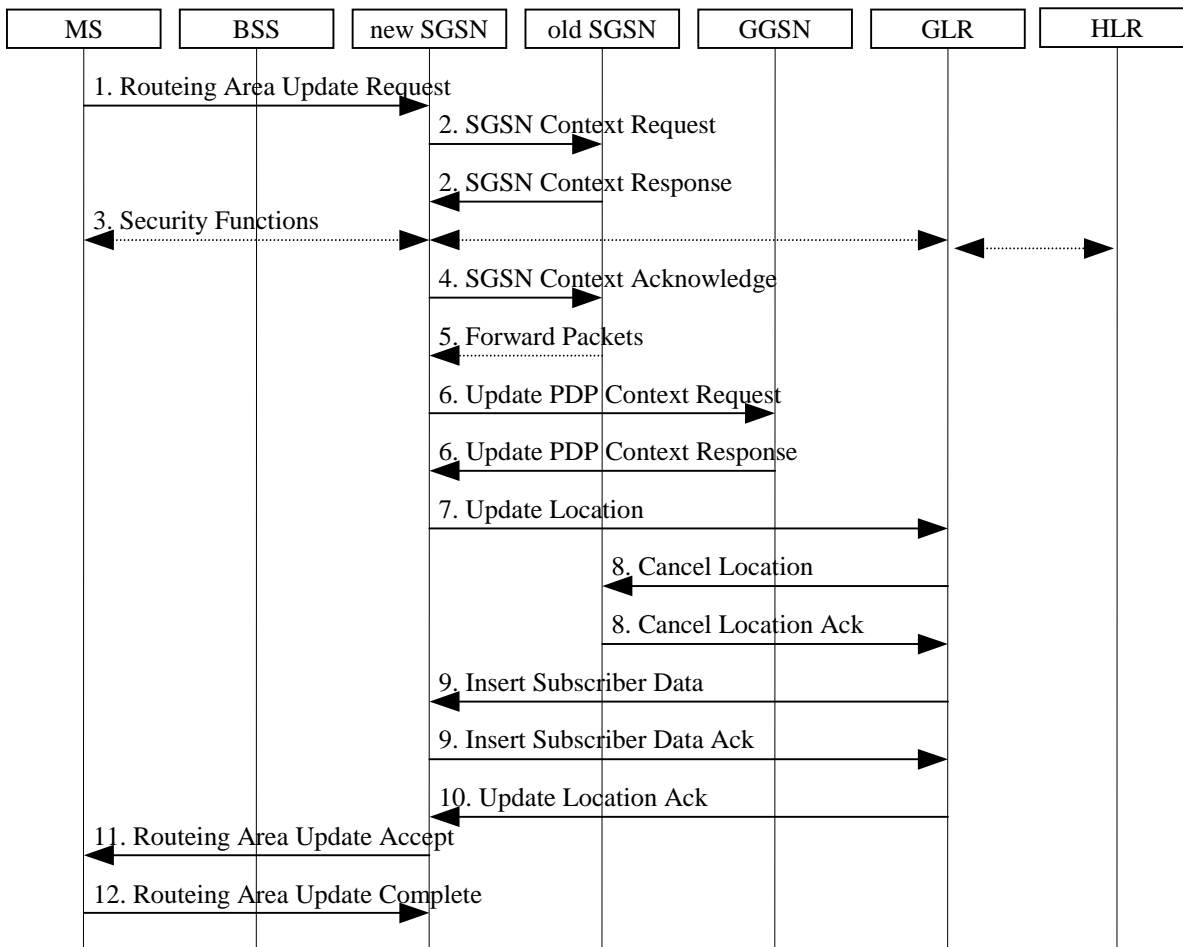 MS BSS new SGSN old SGSN GGSN GLR HLR
1. Routeing Area Update Request
2. SGSN Context Request
2. SGSN Context Response
3. Security Functions
4. SGSN Context Acknowledge
5. Forward Packets
6. Update PDP Context Request
6. Update PDP Context Response
7. Update Location
8. Cancel Location
8. Cancel Location Ack
9. Insert Subscriber Data
9. Insert Subscriber Data Ack
10. Update Location Ack
11. Routeing Area Update Accept
12. Routeing Area Update Complete